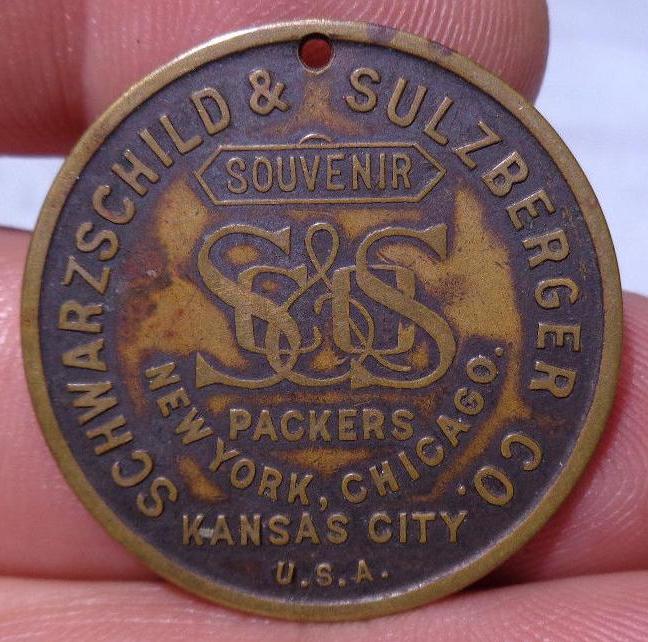 SCHWARZSCHILD & SULZBERGER CO.
SOUVENIR
S&S
PACKERS
NEW YORK, CHICAGO.
KANSAS CITY
U.S.A.